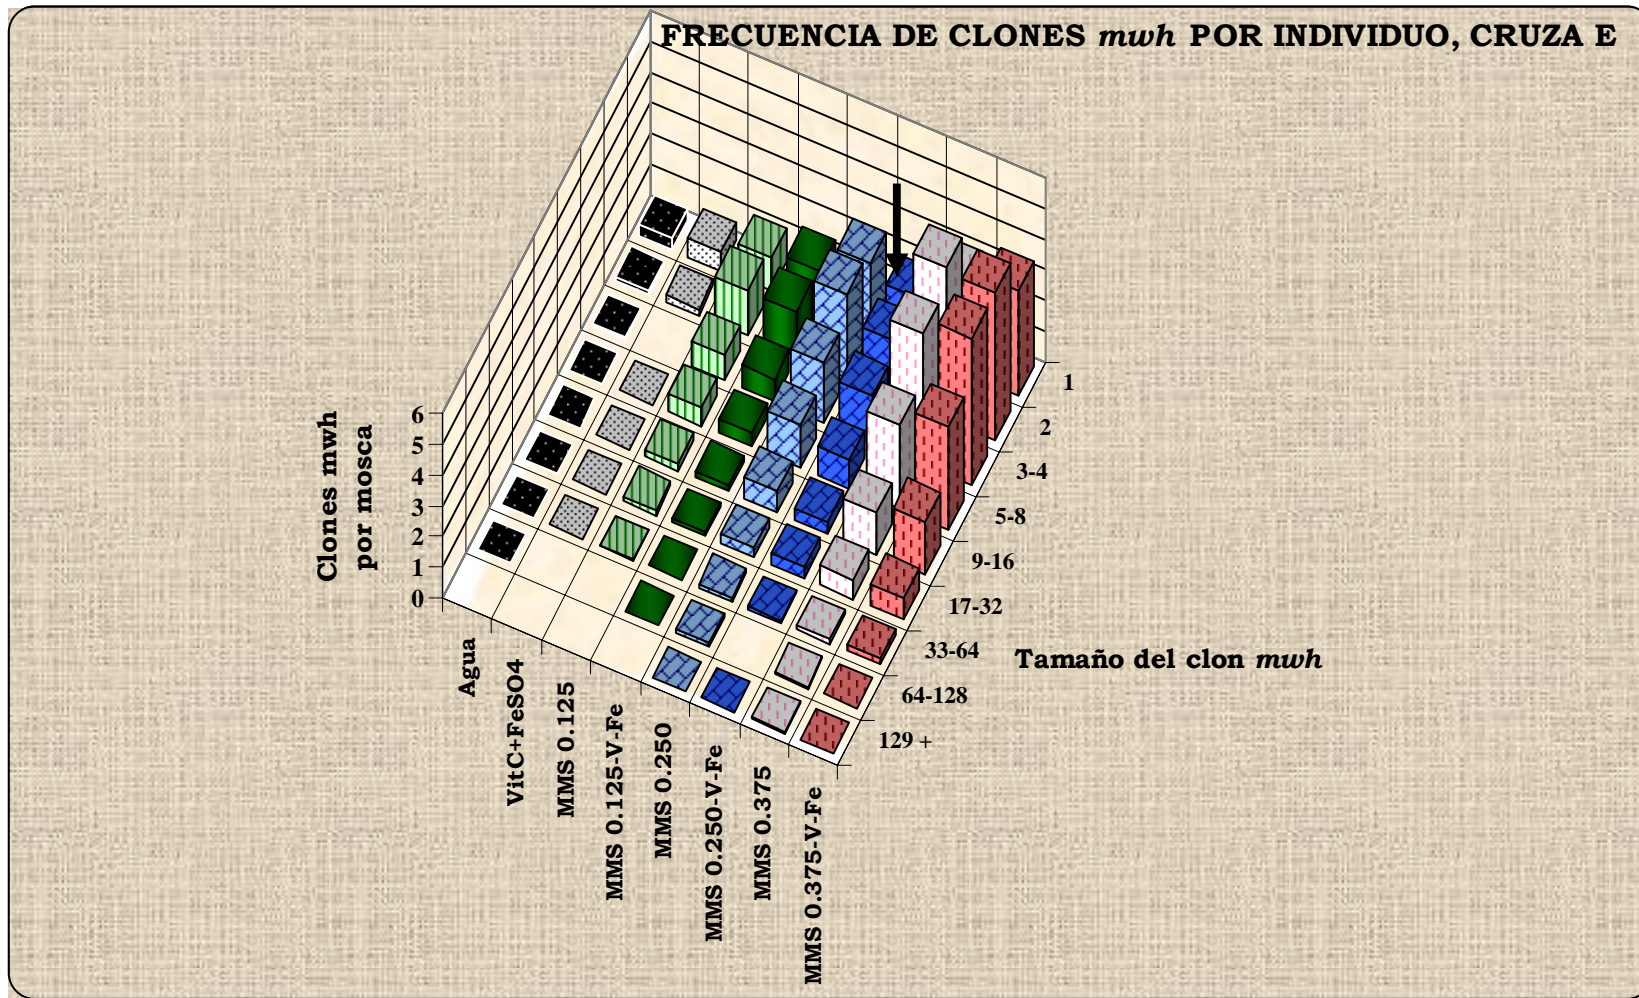 FRECUENCIA DE CLONES mwh POR INDIVIDUO, CRUZA E
Clones mwh
por mosca
6
5
4
3
2
1
0
Agua
VitC+FeSO4
MMS 0.125
MMS 0.125-V-Fe
MMS 0.250
MMS 0.250-V-Fe
MMS 0.375
MMS 0.375-V-Fe
1
2
3-4
5-8
9-16
17-32
33-64
64-128
129 +
Tamaño del clon mwh